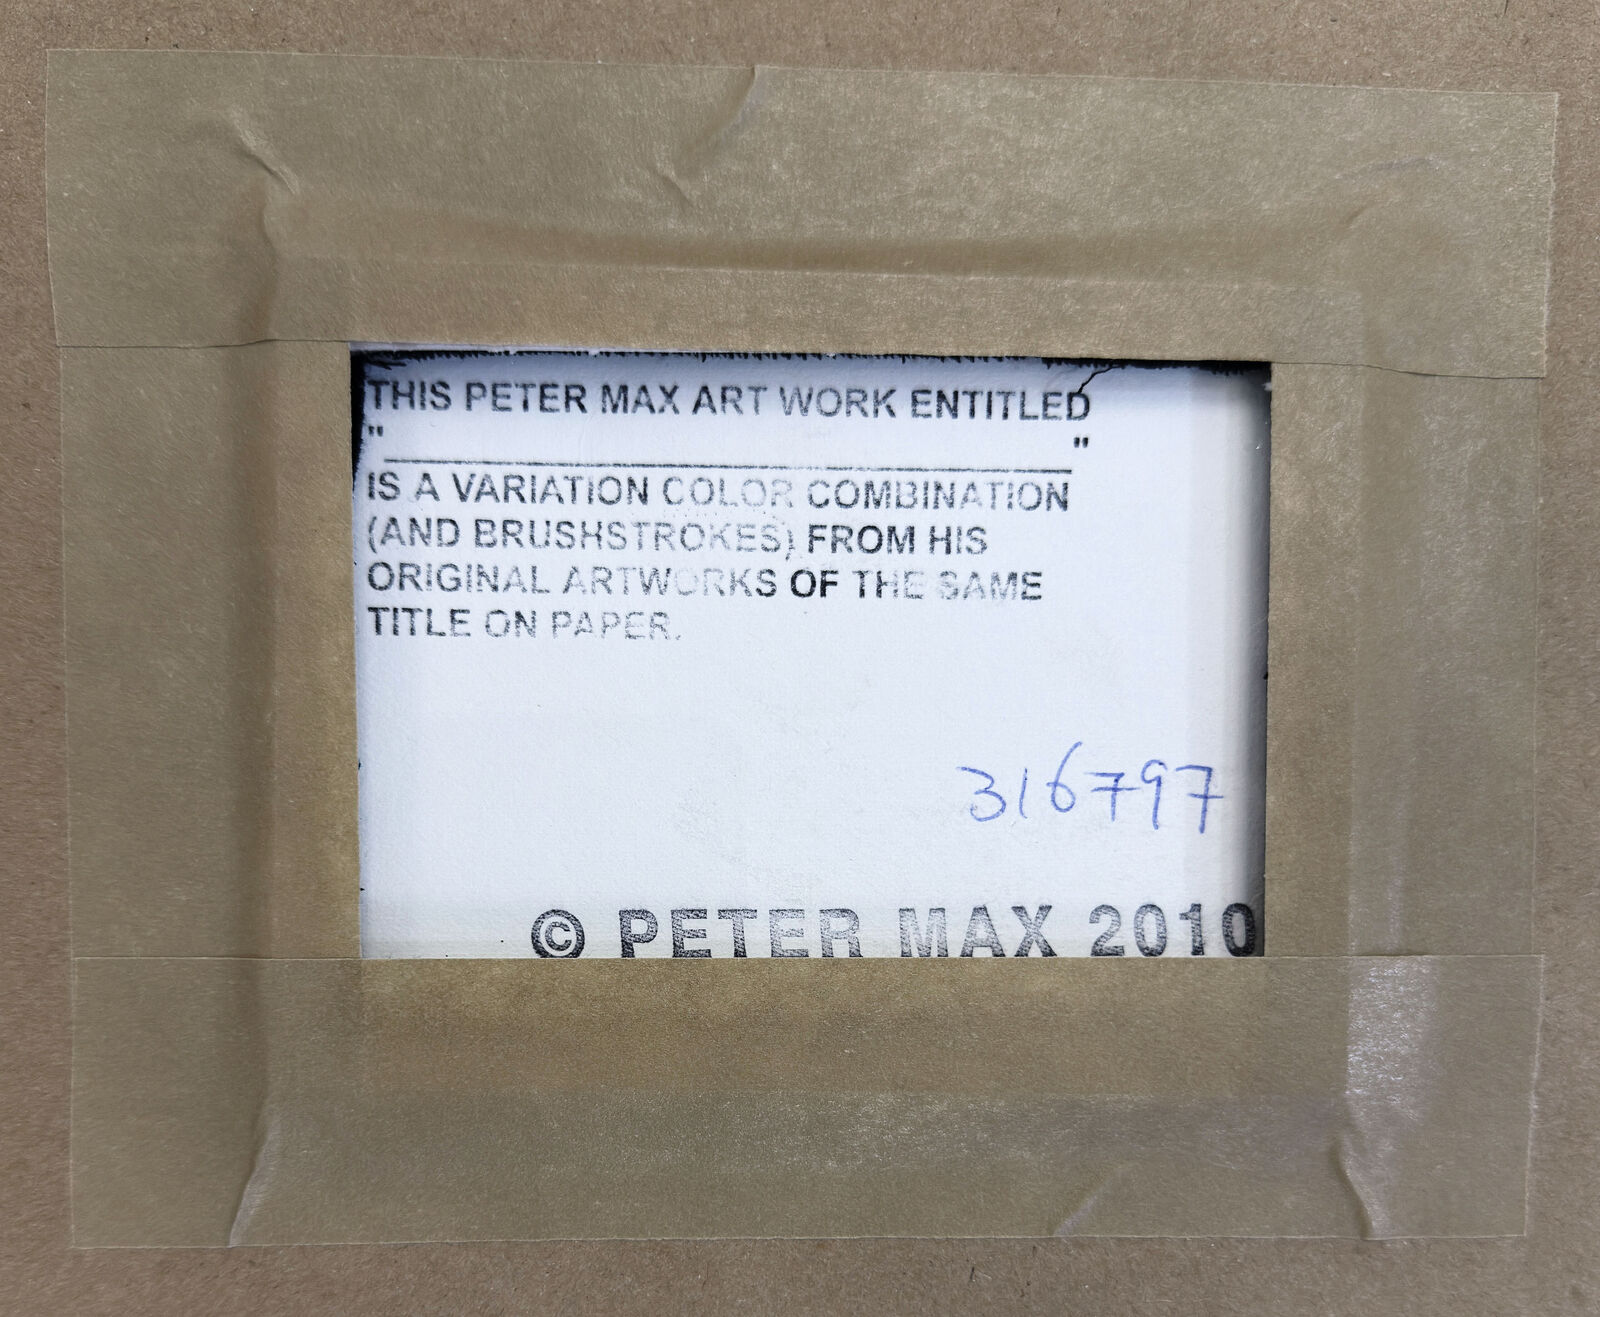 THIS PETER MAX ART WORK ENTITLED
"____________________"
IS A VARIATION COLOR COMBINATION
(AND BRUSHSTROKES) FROM HIS
ORIGINAL ARTWORKS OF THE SAME
TITLE ON PAPER.
316797
© PETER MAX 2010